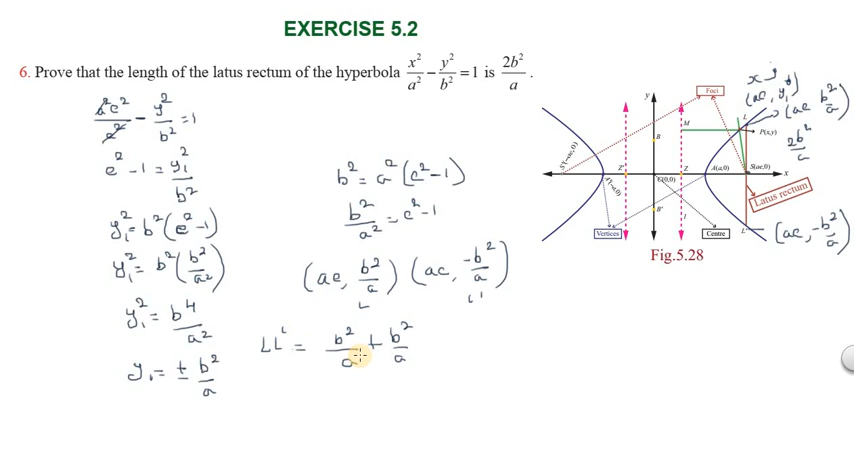 EXERCISE 5.2
6. Prove that the length of the latus rectum of the hyperbola x²/a² − y²/b² = 1 is 2b²/a .
a²e²/a² − y₁²/b² = 1
e² − 1 = y₁²/b²
y₁² = b²(e² − 1)
y₁² = b²(b²/a²)
y₁² = b⁴/a²
y₁ = ± b²/a
b² = a²(e² − 1)
b²/a² = e² − 1
(ae, b²/a) (ae, −b²/a)
L L'
LL' = b²/a + b²/a
x y
(ae, y₁)
(ae b²/a)
2b²/a
(ae, −b²/a)
Foci
y
M
L
P(x,y)
B
S'(−ae,0)
Z'
A'(−a,0)
C(0,0)
Z
A(a,0)
S(ae,0)
x
B'
l
Latus rectum
L'
Vertices
Centre
Fig.5.28